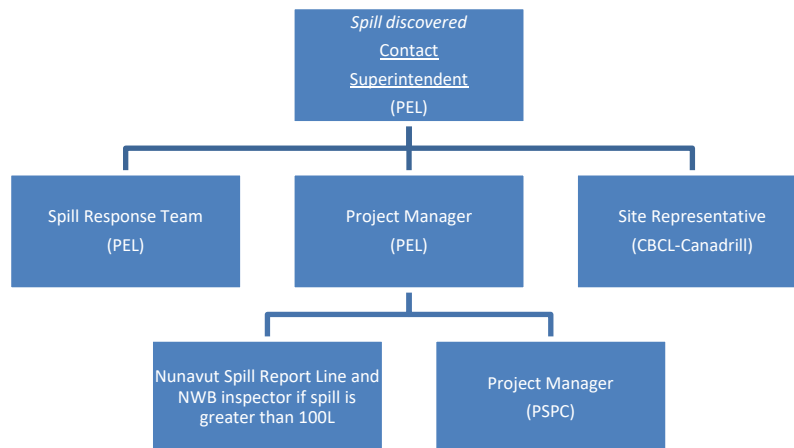 Spill discovered
Contact
Superintendent
(PEL)
Spill Response Team
(PEL)
Project Manager
(PEL)
Site Representative
(CBCL-Canadrill)
Nunavut Spill Report Line and
NWB inspector if spill is
greater than 100L
Project Manager
(PSPC)